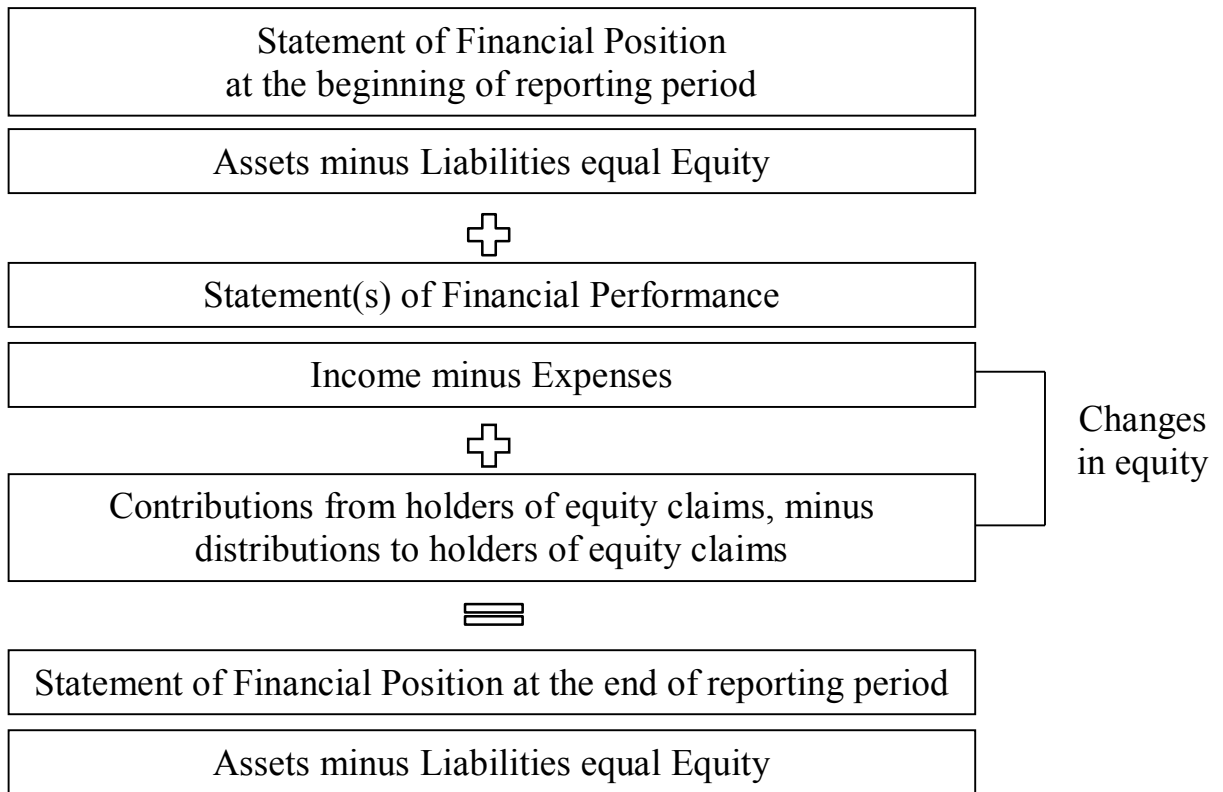 Statement of Financial Position
at the beginning of reporting period
Assets minus Liabilities equal Equity
Statement(s) of Financial Performance
Income minus Expenses
Changes
in equity
Contributions from holders of equity claims, minus
distributions to holders of equity claims
Statement of Financial Position at the end of reporting period
Assets minus Liabilities equal Equity